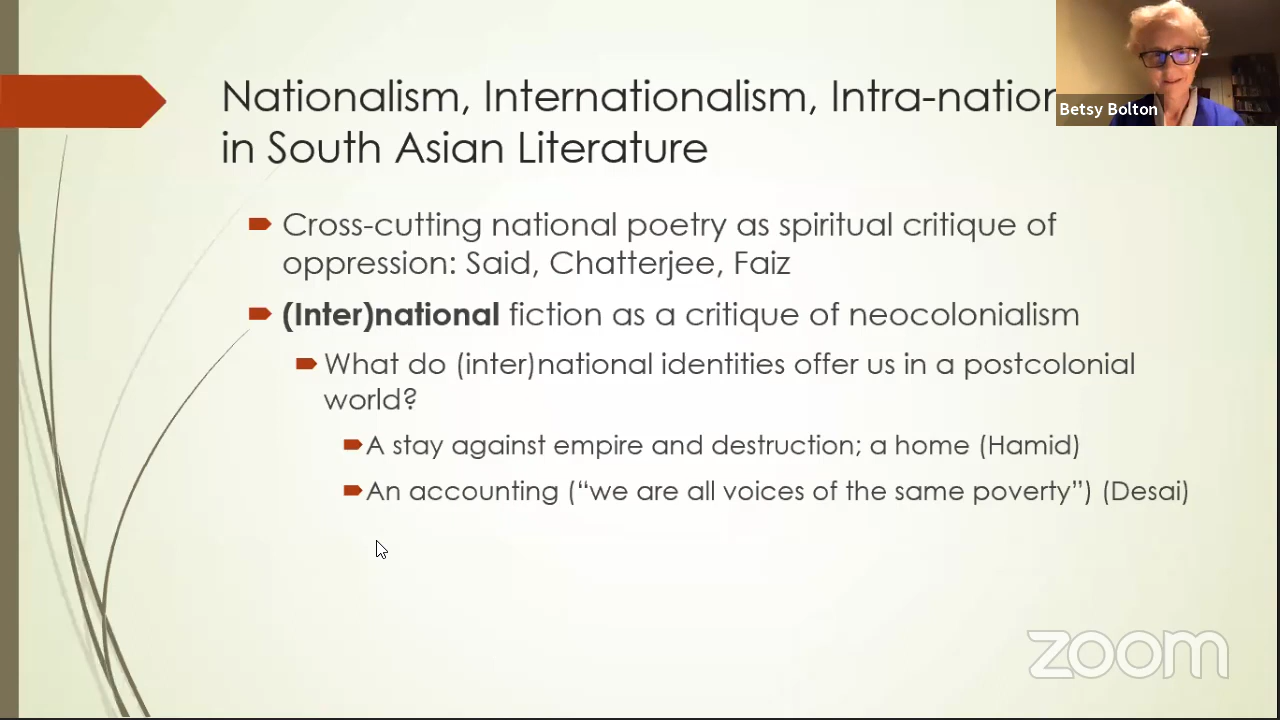 Nationalism, Internationalism, Intra-nation
in South Asian Literature
Betsy Bolton
Cross-cutting national poetry as spiritual critique of
oppression: Said, Chatterjee, Faiz
(Inter)national fiction as a critique of neocolonialism
What do (inter)national identities offer us in a postcolonial
world?
A stay against empire and destruction; a home (Hamid)
An accounting (“we are all voices of the same poverty”) (Desai)
zoom